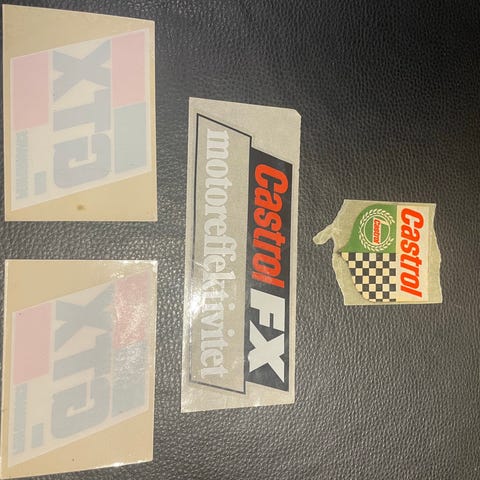 GTX
GTX
Castrol FX
motoreffektivitet
Castrol
Castrol